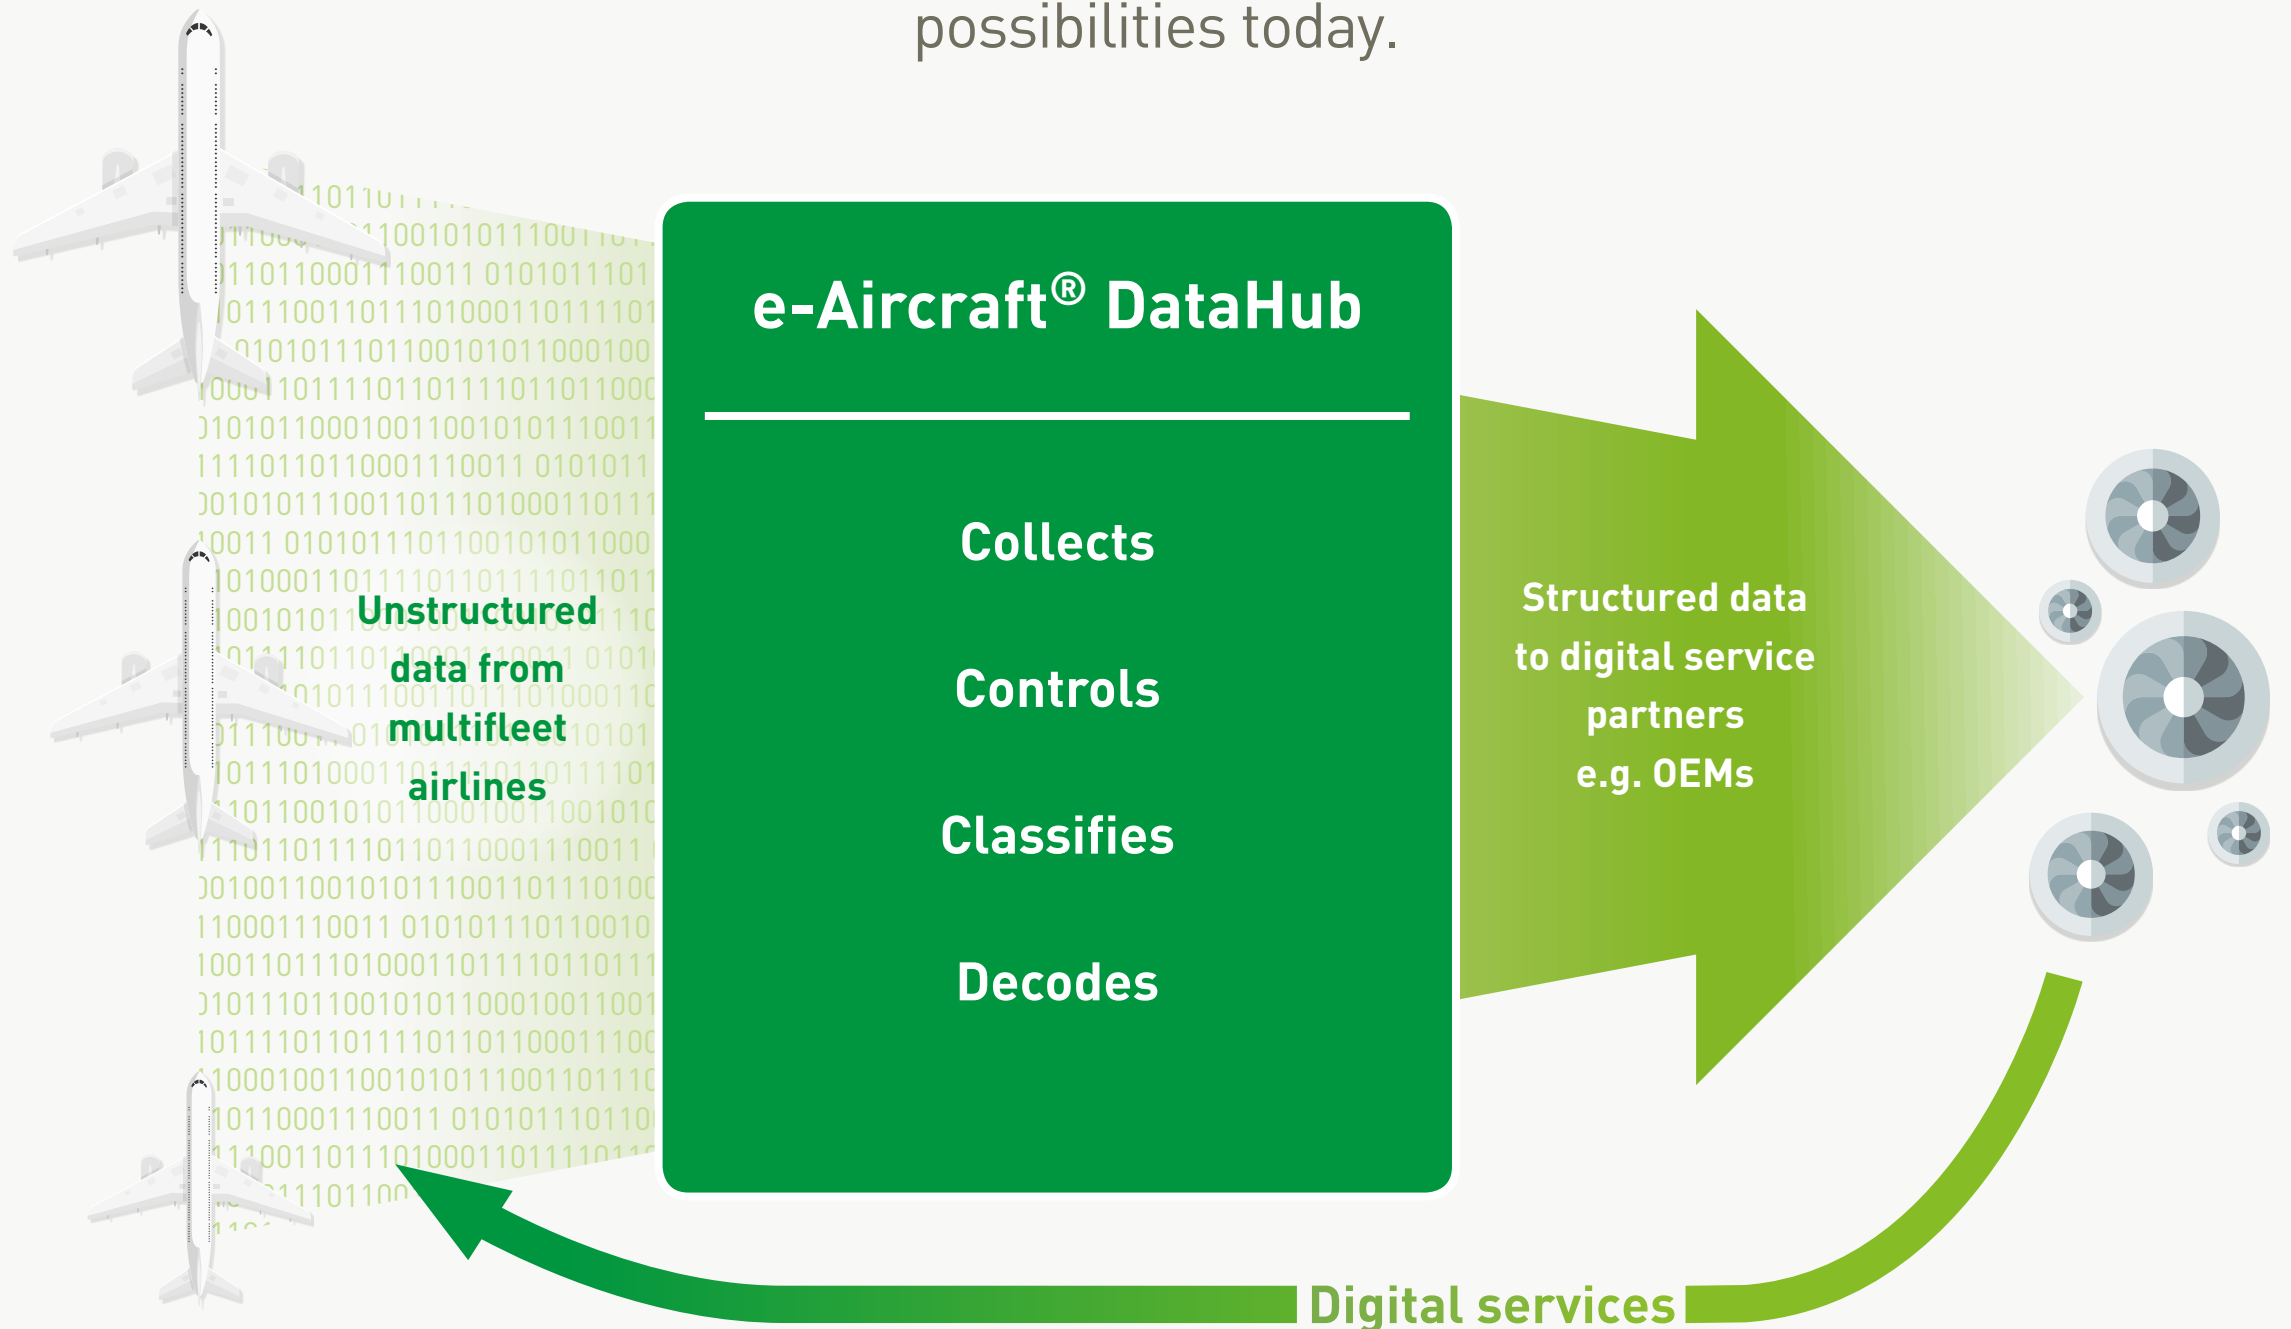 possibilities today.
e-Aircraft® DataHub
Collects
Controls
Classifies
Decodes
Unstructured
data from
multifleet
airlines
Structured data
to digital service
partners
e.g. OEMs
Digital services